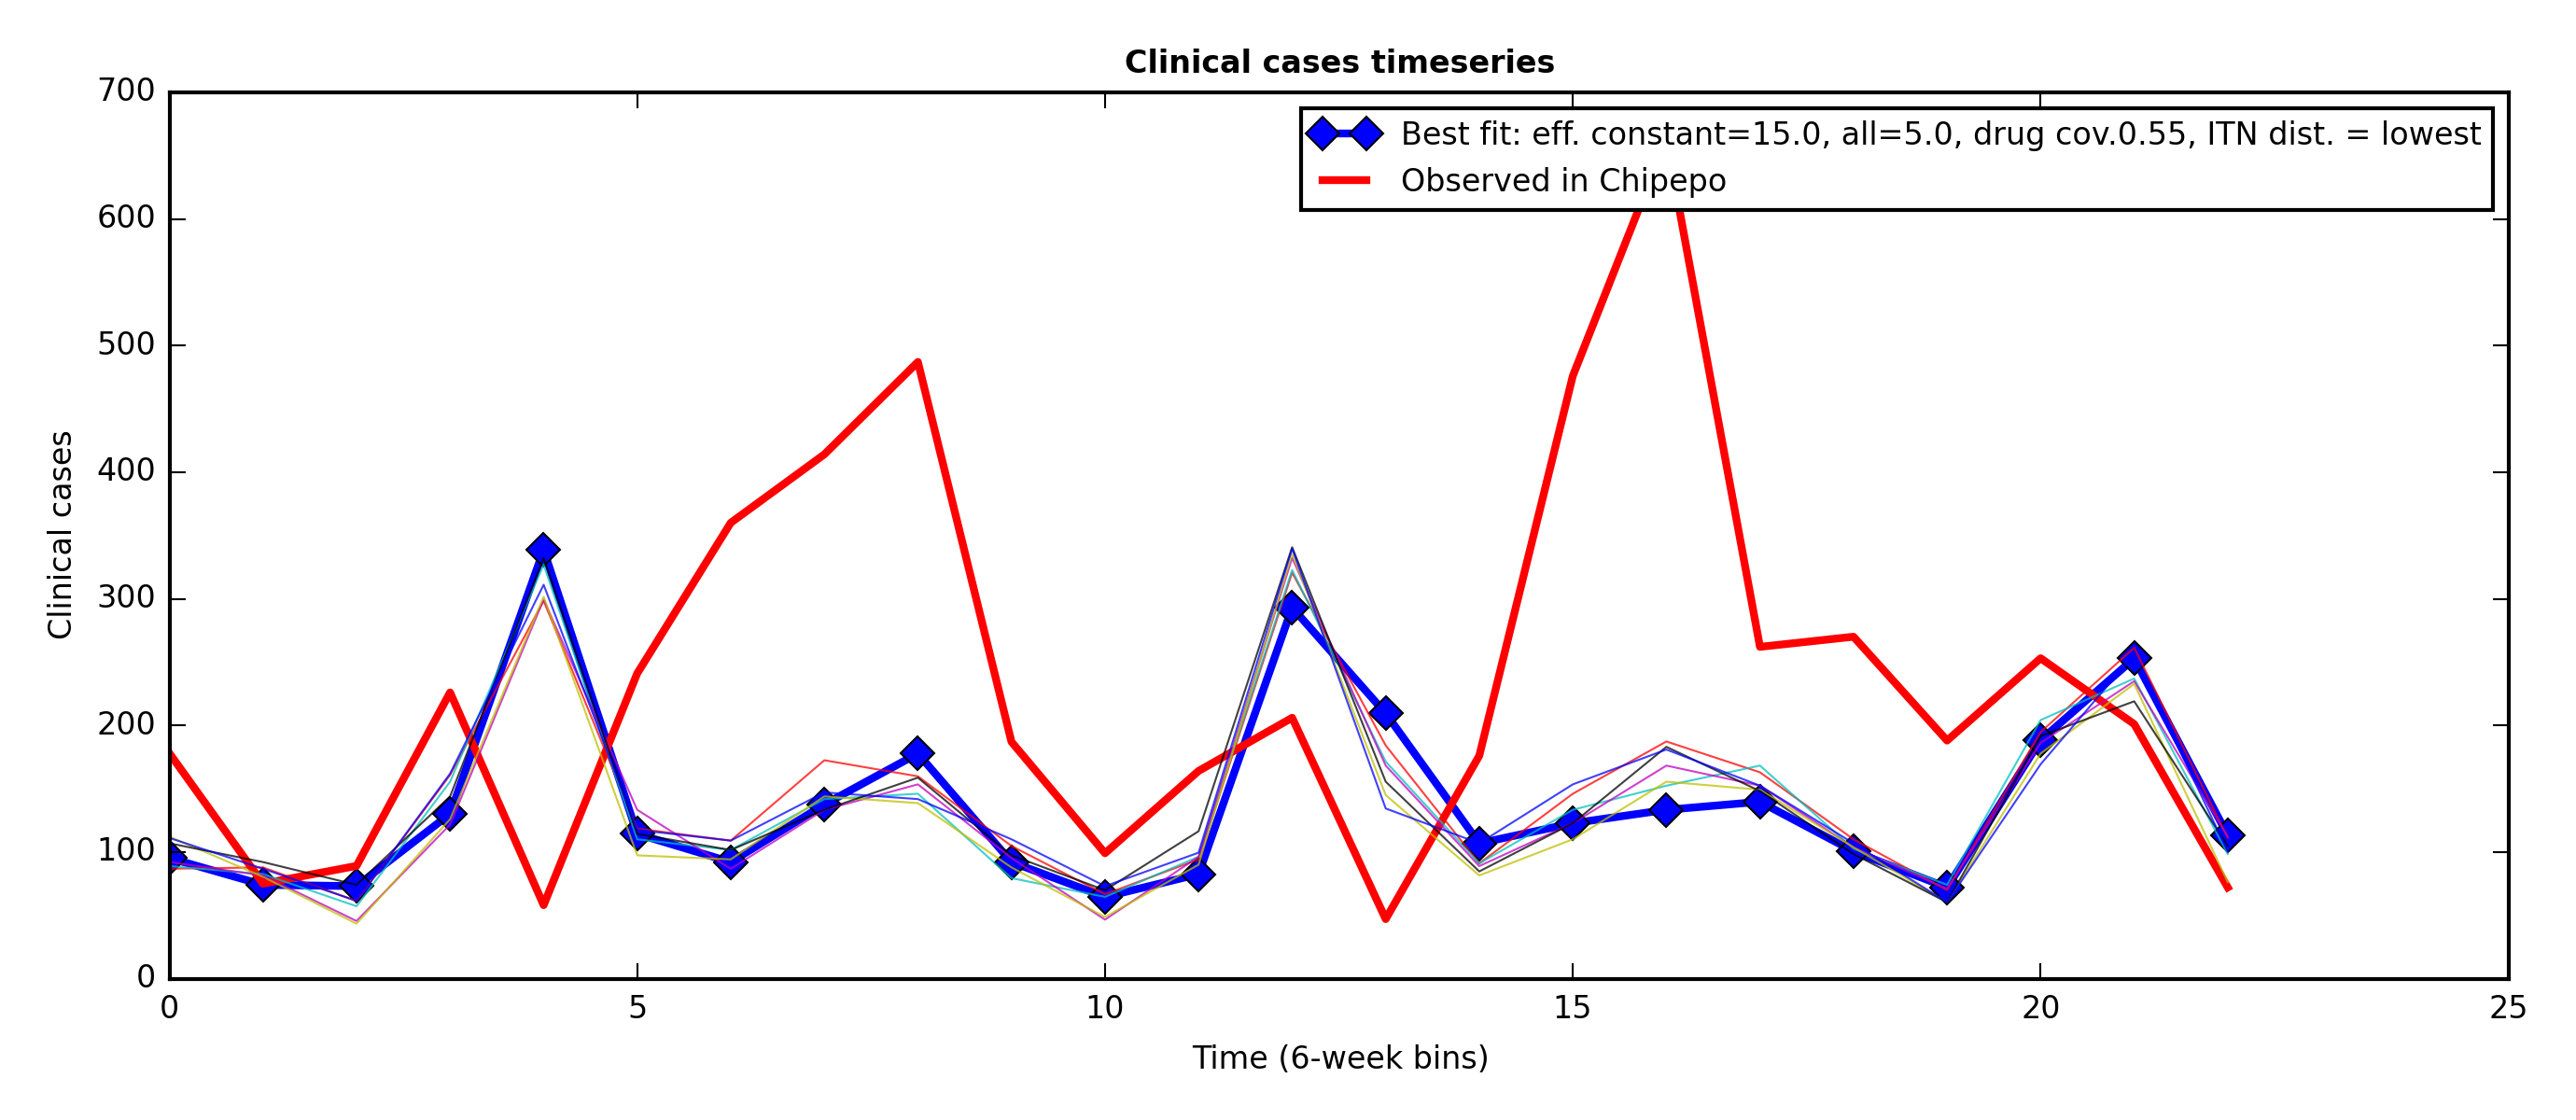 Clinical cases timeseries
700
600
500
400
300
200
100
0
Clinical cases
Best fit: eff. constant=15.0, all=5.0, drug cov.0.55, ITN dist. = lowest
Observed in Chipepo
0 5 10 15 20 25
Time (6-week bins)